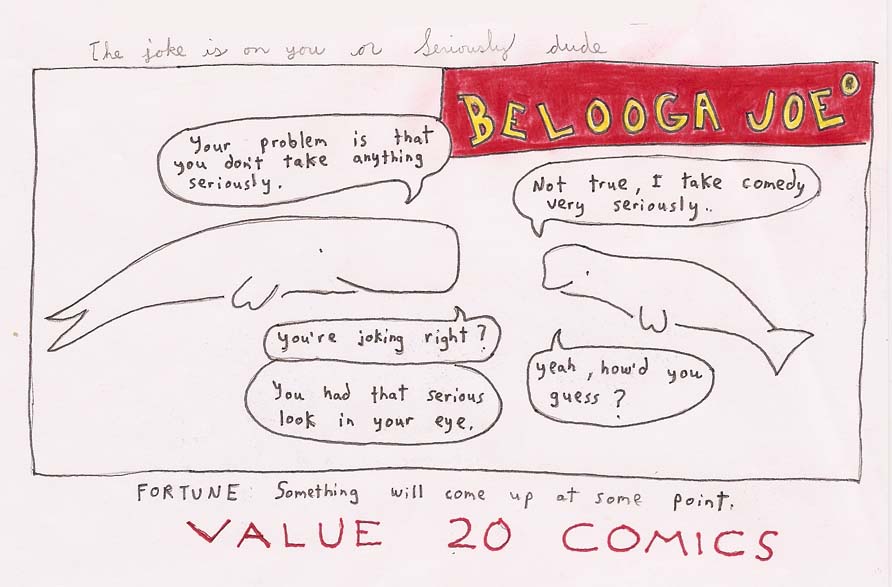 The joke is on you or Seriously dude
BELOOGA JOE
Your problem is that
you don't take anything
seriously.
Not true, I take comedy
very seriously..
you're joking right?
yeah, how'd you
guess?
You had that serious
look in your eye.
FORTUNE Something will come up at some point.
VALUE 20 COMICS